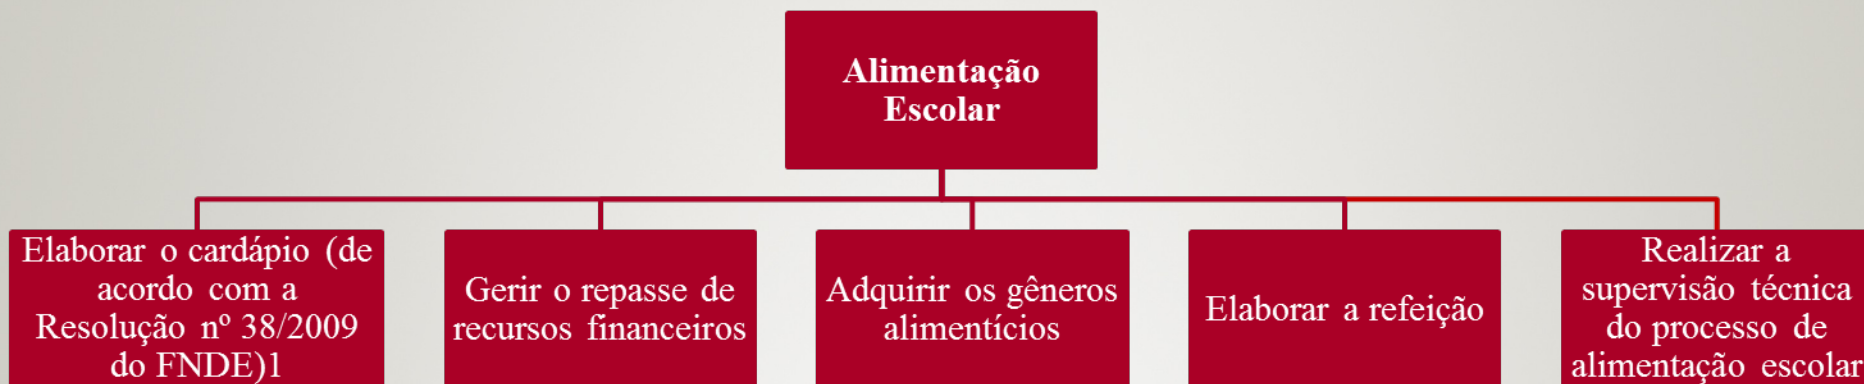 Alimentação
Escolar
Elaborar o cardápio (de
acordo com a
Resolução nº 38/2009
do FNDE)1
Gerir o repasse de
recursos financeiros
Adquirir os gêneros
alimentícios
Elaborar a refeição
Realizar a
supervisão técnica
do processo de
alimentação escolar